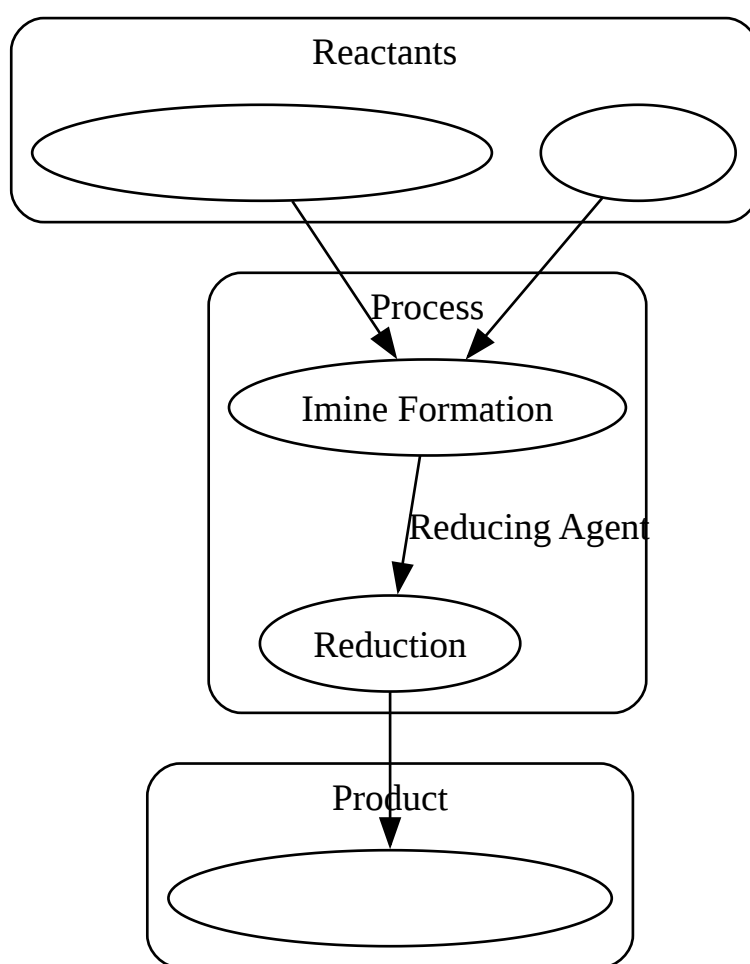 Reactants
Process
Imine Formation
Reducing Agent
Reduction
Product